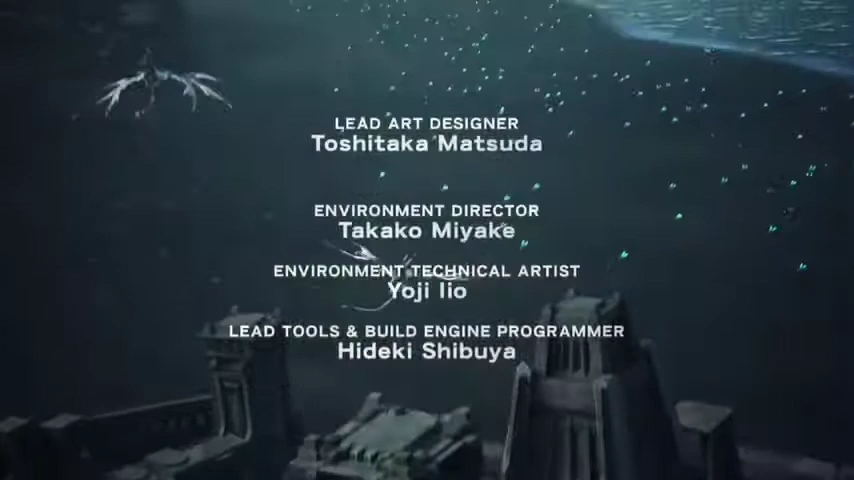 LEAD ART DESIGNER
Toshitaka Matsuda
ENVIRONMENT DIRECTOR
Takako Miyake
ENVIRONMENT TECHNICAL ARTIST
Yoji Iio
LEAD TOOLS & BUILD ENGINE PROGRAMMER
Hideki Shibuya